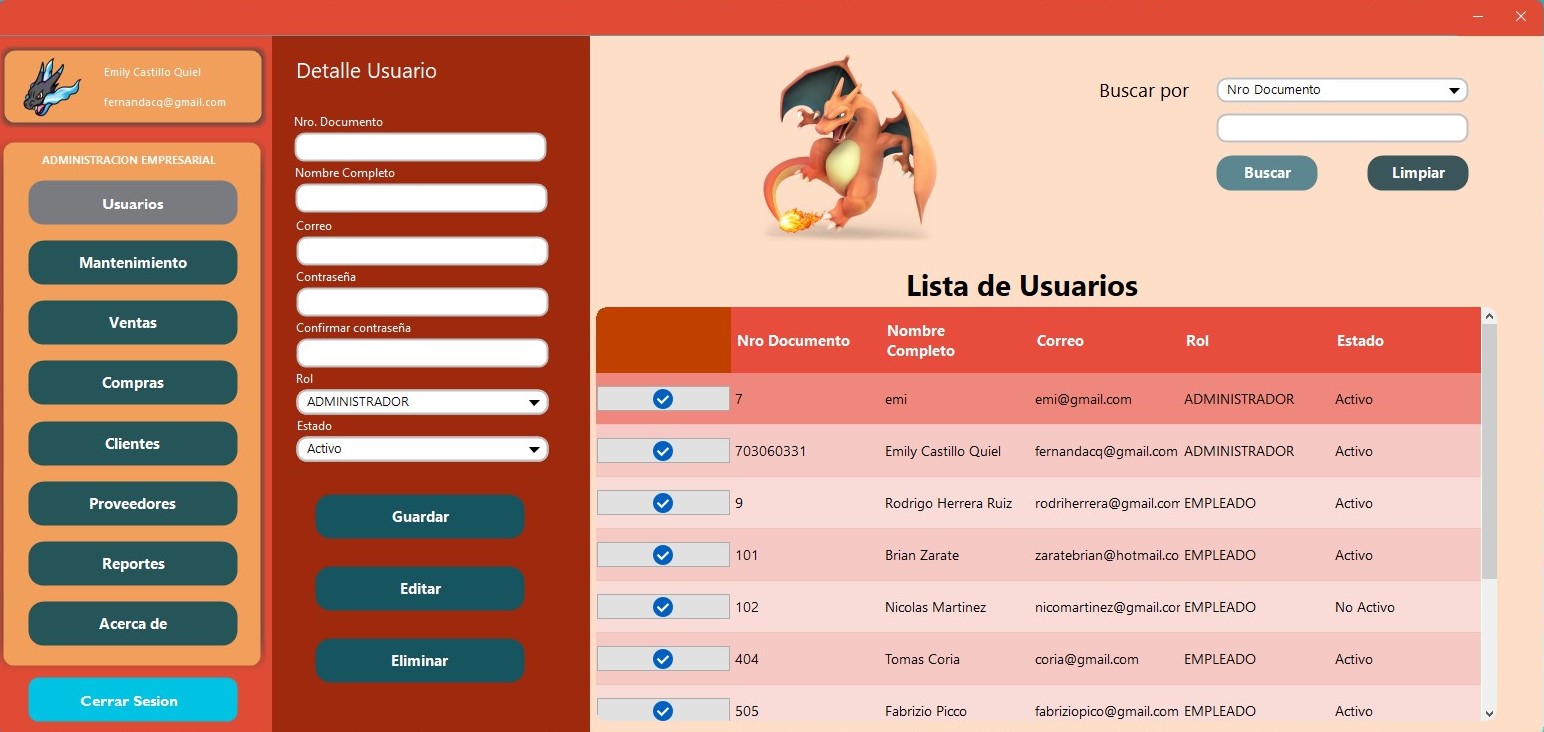 Emily Castillo Quiel
fernandacq@gmail.com
ADMINISTRACION EMPRESARIAL
Usuarios
Mantenimiento
Ventas
Compras
Clientes
Proveedores
Reportes
Acerca de
Cerrar Sesion
Detalle Usuario
Nro. Documento
Nombre Completo
Correo
Contraseña
Confirmar contraseña
Rol
ADMINISTRADOR
Estado
Activo
Guardar
Editar
Eliminar
Buscar por
Nro Documento
Buscar
Limpiar
Lista de Usuarios
Nro Documento Nombre Completo Correo Rol Estado
7 emi emi@gmail.com ADMINISTRADOR Activo
703060331 Emily Castillo Quiel fernandacq@gmail.com ADMINISTRADOR Activo
9 Rodrigo Herrera Ruiz rodriherrera@gmail.com EMPLEADO Activo
101 Brian Zarate zaratebrian@hotmail.co EMPLEADO Activo
102 Nicolas Martinez nicomartinez@gmail.cor EMPLEADO No Activo
404 Tomas Coria coria@gmail.com EMPLEADO Activo
505 Fabrizio Picco fabriziopico@gmail.com EMPLEADO Activo